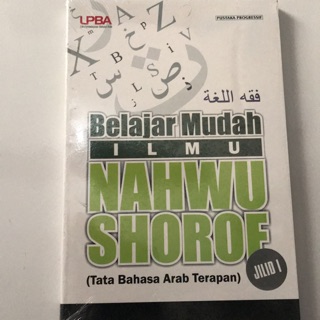 LPBA
PUSTAKA PROGRESSIF
فقه اللغة
Belajar Mudah
ILMU
NAHWU
SHOROF
(Tata Bahasa Arab Terapan)
JILID I